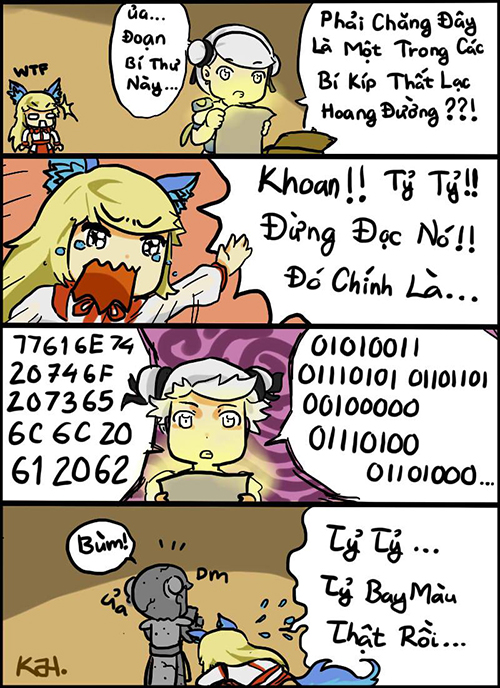 ủa...
Đoạn
Bí Thư
Này...
WTF
Phải Chăng Đây
Là Một Trong Các
Bí Kíp Thất Lạc
Hoang Đường ??!
Khoan!! Tỷ Tỷ!!
Đừng Đọc Nó!!
Đó Chính Là...
77616E74
20746F
207365
6C6C20
612062
01010011
01110101 01101101
00100000
01110100
01101000...
Bùm!
Dm
Tỷ Tỷ ...
Tỷ Bay Màu
Thật Rồi...